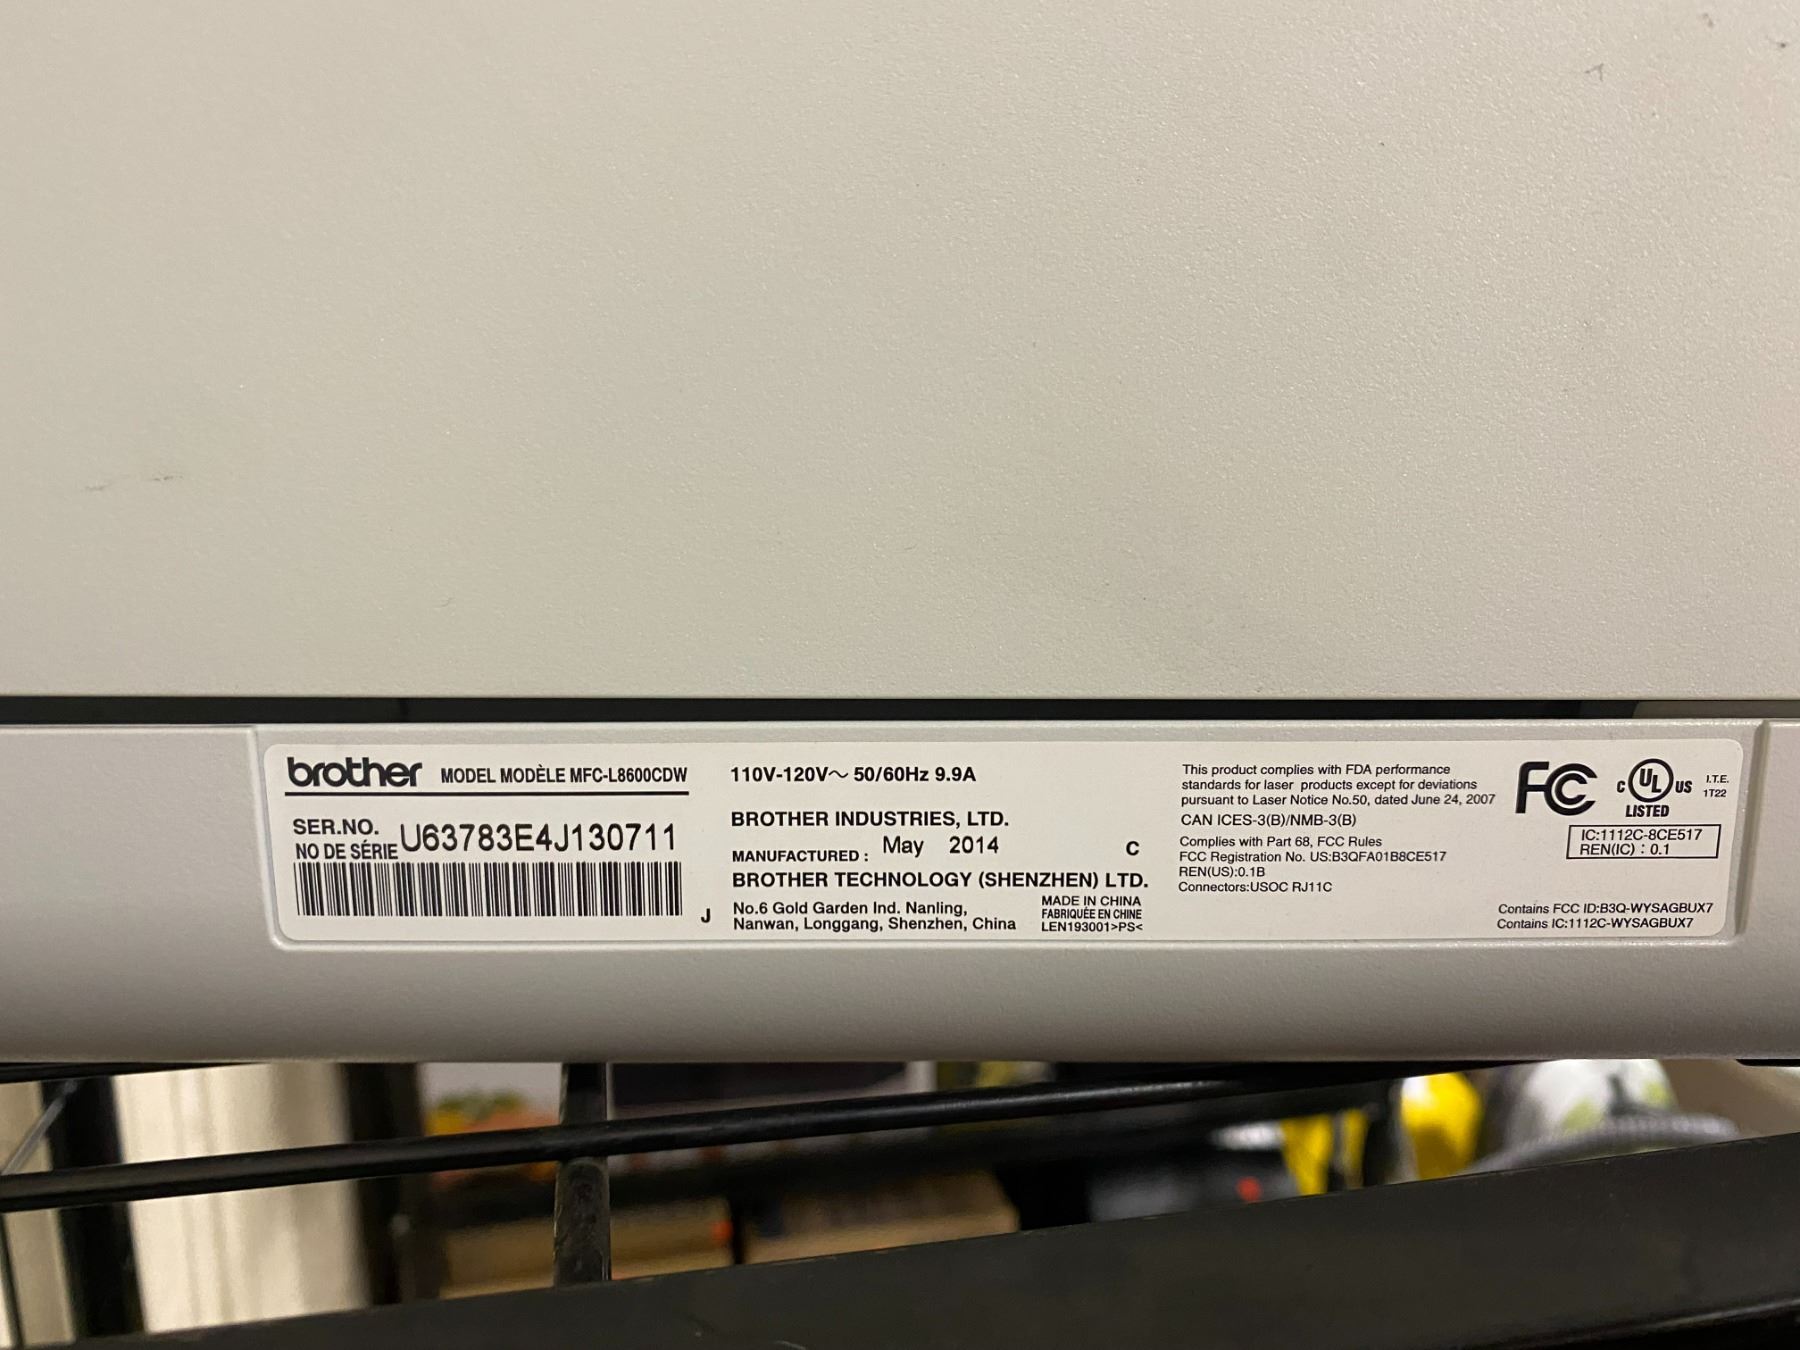 brother MODEL MODÈLE MFC-L8600CDW
SER.NO.
NO DE SÉRIE U63783E4J130711
J
110V-120V～ 50/60Hz 9.9A
BROTHER INDUSTRIES, LTD.
MANUFACTURED : May 2014 C
BROTHER TECHNOLOGY (SHENZHEN) LTD.
No.6 Gold Garden Ind. Nanling,
Nanwan, Longgang, Shenzhen, China
MADE IN CHINA
FABRIQUÉE EN CHINE
LEN193001>PS<
This product complies with FDA performance
standards for laser products except for deviations
pursuant to Laser Notice No.50, dated June 24, 2007
CAN ICES-3(B)/NMB-3(B)
Complies with Part 68, FCC Rules
FCC Registration No. US:B3QFA01B8CE517
REN(US):0.1B
Connectors:USOC RJ11C
FC
C UL US
LISTED
I.T.E.
1T22
IC:1112C-8CE517
REN(IC) : 0.1
Contains FCC ID:B3Q-WYSAGBUX7
Contains IC:1112C-WYSAGBUX7